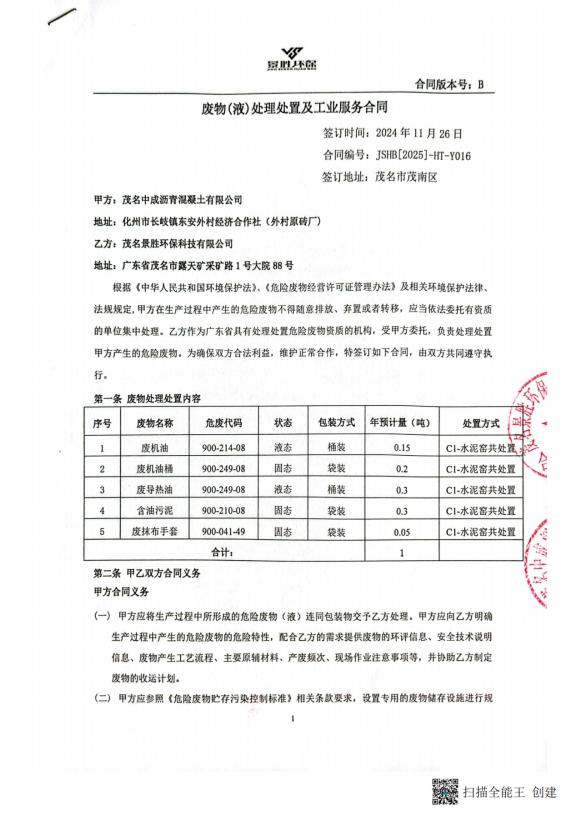 景胜环保
合同版本号：B
废物(液)处理处置及工业服务合同
签订时间：2024 年 11 月 26 日
合同编号：JSHB[2025]-HT-Y016
签订地址：茂名市茂南区
甲方：茂名中成沥青混凝土有限公司
地址：化州市长岐镇东安外村经济合作社（外村原砖厂)
乙方：茂名景胜环保科技有限公司
地址：广东省茂名市露天矿采矿路 1 号大院 88 号
根据《中华人民共和国环境保护法》、《危险废物经营许可证管理办法》及相关环境保护法律、
法规规定,甲方在生产过程中产生的危险废物不得随意排放、弃置或者转移，应当依法委托有资质
的单位集中处理。乙方作为广东省具有处理处置危险废物资质的机构，受甲方委托，负责处理处置
甲方产生的危险废物。为确保双方合法利益，维护正常合作，特签订如下合同，由双方共同遵守执
行。
第一条 废物处理处置内容
序号 废物名称 危废代码 状态 包装方式 年预计量（吨） 处置方式
1 废机油 900-214-08 液态 桶装 0.15 C1-水泥窑共处置
2 废机油桶 900-249-08 固态 袋装 0.2 C1-水泥窑共处置
3 废导热油 900-249-08 液态 桶装 0.3 C1-水泥窑共处置
4 含油污泥 900-210-08 固态 袋装 0.3 C1-水泥窑共处置
5 废抹布手套 900-041-49 固态 袋装 0.05 C1-水泥窑共处置
合计： 1
第二条 甲乙双方合同义务
甲方合同义务
(一) 甲方应将生产过程中所形成的危险废物（液）连同包装物交予乙方处理。甲方应向乙方明确
生产过程中产生的危险废物的危险特性，配合乙方的需求提供废物的环评信息、安全技术说明
信息、废物产生工艺流程、主要原辅材料、产废频次、现场作业注意事项等，并协助乙方制定
废物的收运计划。
(二) 甲方应参照《危险废物贮存污染控制标准》相关条款要求，设置专用的废物储存设施进行规
1
扫描全能王 创建